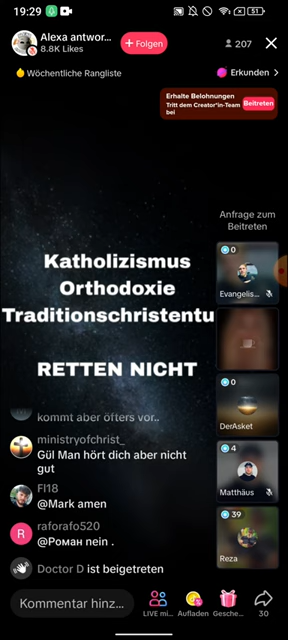 19:29
51
Alexa antwor...
8.8K Likes
+ Folgen
207
Wöchentliche Rangliste
Erkunden >
Erhalte Belohnungen
Tritt dem Creator*in-Team
bei
Beitreten
Anfrage zum
Beitreten
0
Evangelis...
Katholizismus
Orthodoxie
Traditionschristentu
RETTEN NICHT
0
DerAsket
4
Matthäus
39
Reza
kommt aber öfters vor..
ministryofchrist_
Gül Man hört dich aber nicht
gut
Fl18
@Mark amen
R
raforafo520
@Роман nein .
Doctor D ist beigetreten
Kommentar hinz...
LIVE mi...
Aufladen
Gesche...
30